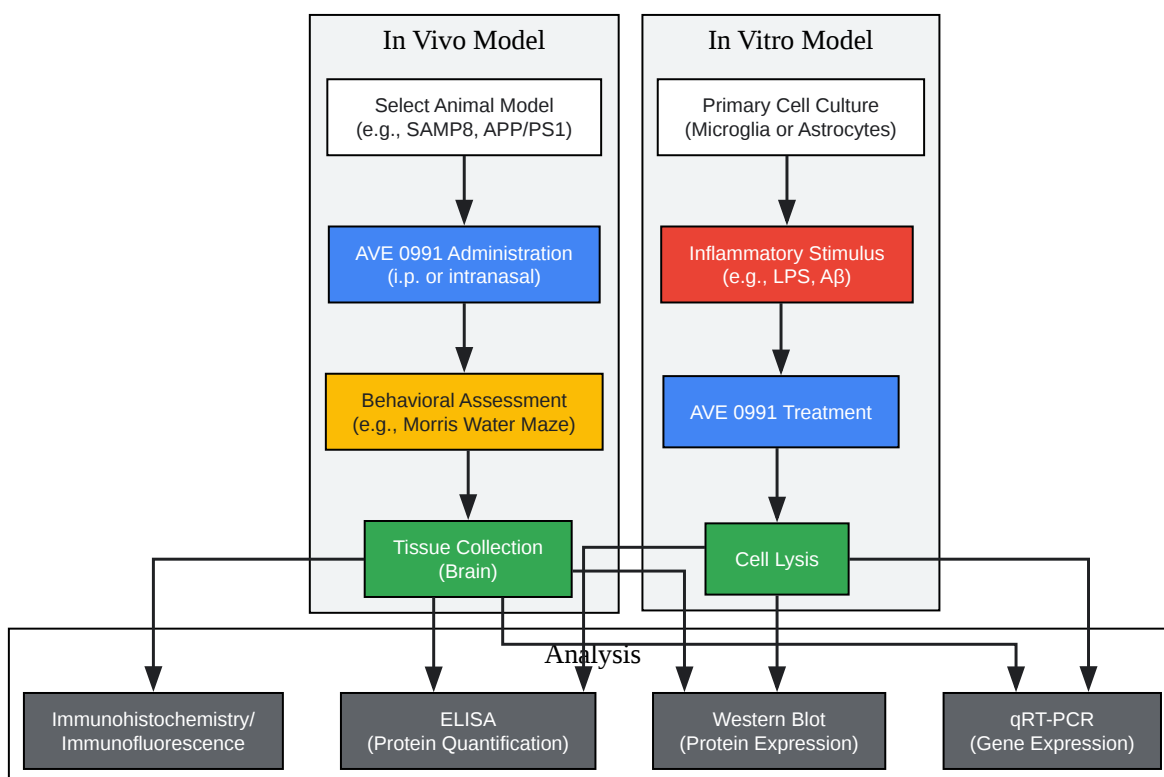 In Vivo Model
Select Animal Model
(e.g., SAMP8, APP/PS1)
AVE 0991 Administration
(i.p. or intranasal)
Behavioral Assessment
(e.g., Morris Water Maze)
Tissue Collection
(Brain)
In Vitro Model
Primary Cell Culture
(Microglia or Astrocytes)
Inflammatory Stimulus
(e.g., LPS, Aβ)
AVE 0991 Treatment
Cell Lysis
Analysis
Immunohistochemistry/
Immunofluorescence
ELISA
(Protein Quantification)
Western Blot
(Protein Expression)
qRT-PCR
(Gene Expression)